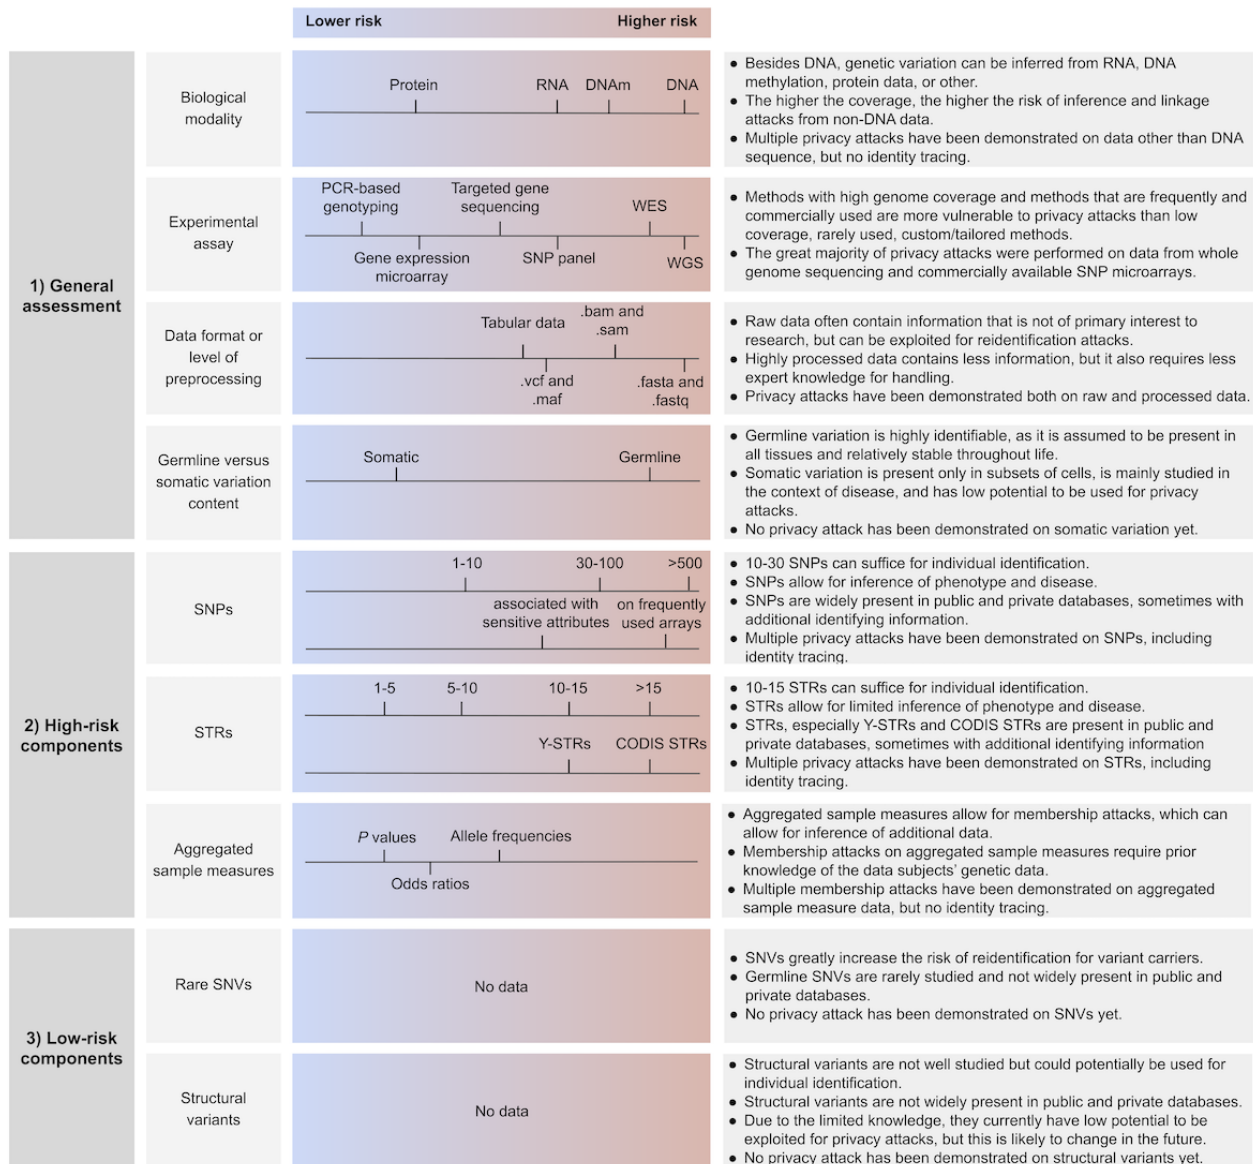 Lower risk
Higher risk
1) General
assessment
Biological
modality
Protein
RNA
DNAm
DNA
● Besides DNA, genetic variation can be inferred from RNA, DNA
methylation, protein data, or other.
● The higher the coverage, the higher the risk of inference and linkage
attacks from non-DNA data.
● Multiple privacy attacks have been demonstrated on data other than DNA
sequence, but no identity tracing.
Experimental
assay
PCR-based
genotyping
Targeted gene
sequencing
WES
Gene expression
microarray
SNP panel
WGS
● Methods with high genome coverage and methods that are frequently and
commercially used are more vulnerable to privacy attacks than low
coverage, rarely used, custom/tailored methods.
● The great majority of privacy attacks were performed on data from whole
genome sequencing and commercially available SNP microarrays.
Data format or
level of
preprocessing
Tabular data
.bam and
.sam
.vcf and
.maf
.fasta and
.fastq
● Raw data often contain information that is not of primary interest to
research, but can be exploited for reidentification attacks.
● Highly processed data contains less information, but it also requires less
expert knowledge for handling.
● Privacy attacks have been demonstrated both on raw and processed data.
Germline versus
somatic variation
content
Somatic
Germline
● Germline variation is highly identifiable, as it is assumed to be present in
all tissues and relatively stable throughout life.
● Somatic variation is present only in subsets of cells, is mainly studied in
the context of disease, and has low potential to be used for privacy
attacks.
● No privacy attack has been demonstrated on somatic variation yet.
2) High-risk
components
SNPs
1-10
30-100
>500
associated with
sensitive attributes
on frequently
used arrays
● 10-30 SNPs can suffice for individual identification.
● SNPs allow for inference of phenotype and disease.
● SNPs are widely present in public and private databases, sometimes with
additional identifying information.
● Multiple privacy attacks have been demonstrated on SNPs, including
identity tracing.
STRs
1-5
5-10
10-15
>15
Y-STRs
CODIS STRs
● 10-15 STRs can suffice for individual identification.
● STRs allow for limited inference of phenotype and disease.
● STRs, especially Y-STRs and CODIS STRs are present in public and
private databases, sometimes with additional identifying information
● Multiple privacy attacks have been demonstrated on STRs, including
identity tracing.
Aggregated
sample measures
P values
Allele frequencies
Odds ratios
● Aggregated sample measures allow for membership attacks, which can
allow for inference of additional data.
● Membership attacks on aggregated sample measures require prior
knowledge of the data subjects' genetic data.
● Multiple membership attacks have been demonstrated on aggregated
sample measure data, but no identity tracing.
3) Low-risk
components
Rare SNVs
No data
● SNVs greatly increase the risk of reidentification for variant carriers.
● Germline SNVs are rarely studied and not widely present in public and
private databases.
● No privacy attack has been demonstrated on SNVs yet.
Structural
variants
No data
● Structural variants are not well studied but could potentially be used for
individual identification.
● Structural variants are not widely present in public and private databases.
● Due to the limited knowledge, they currently have low potential to be
exploited for privacy attacks, but this is likely to change in the future.
● No privacy attack has been demonstrated on structural variants yet.